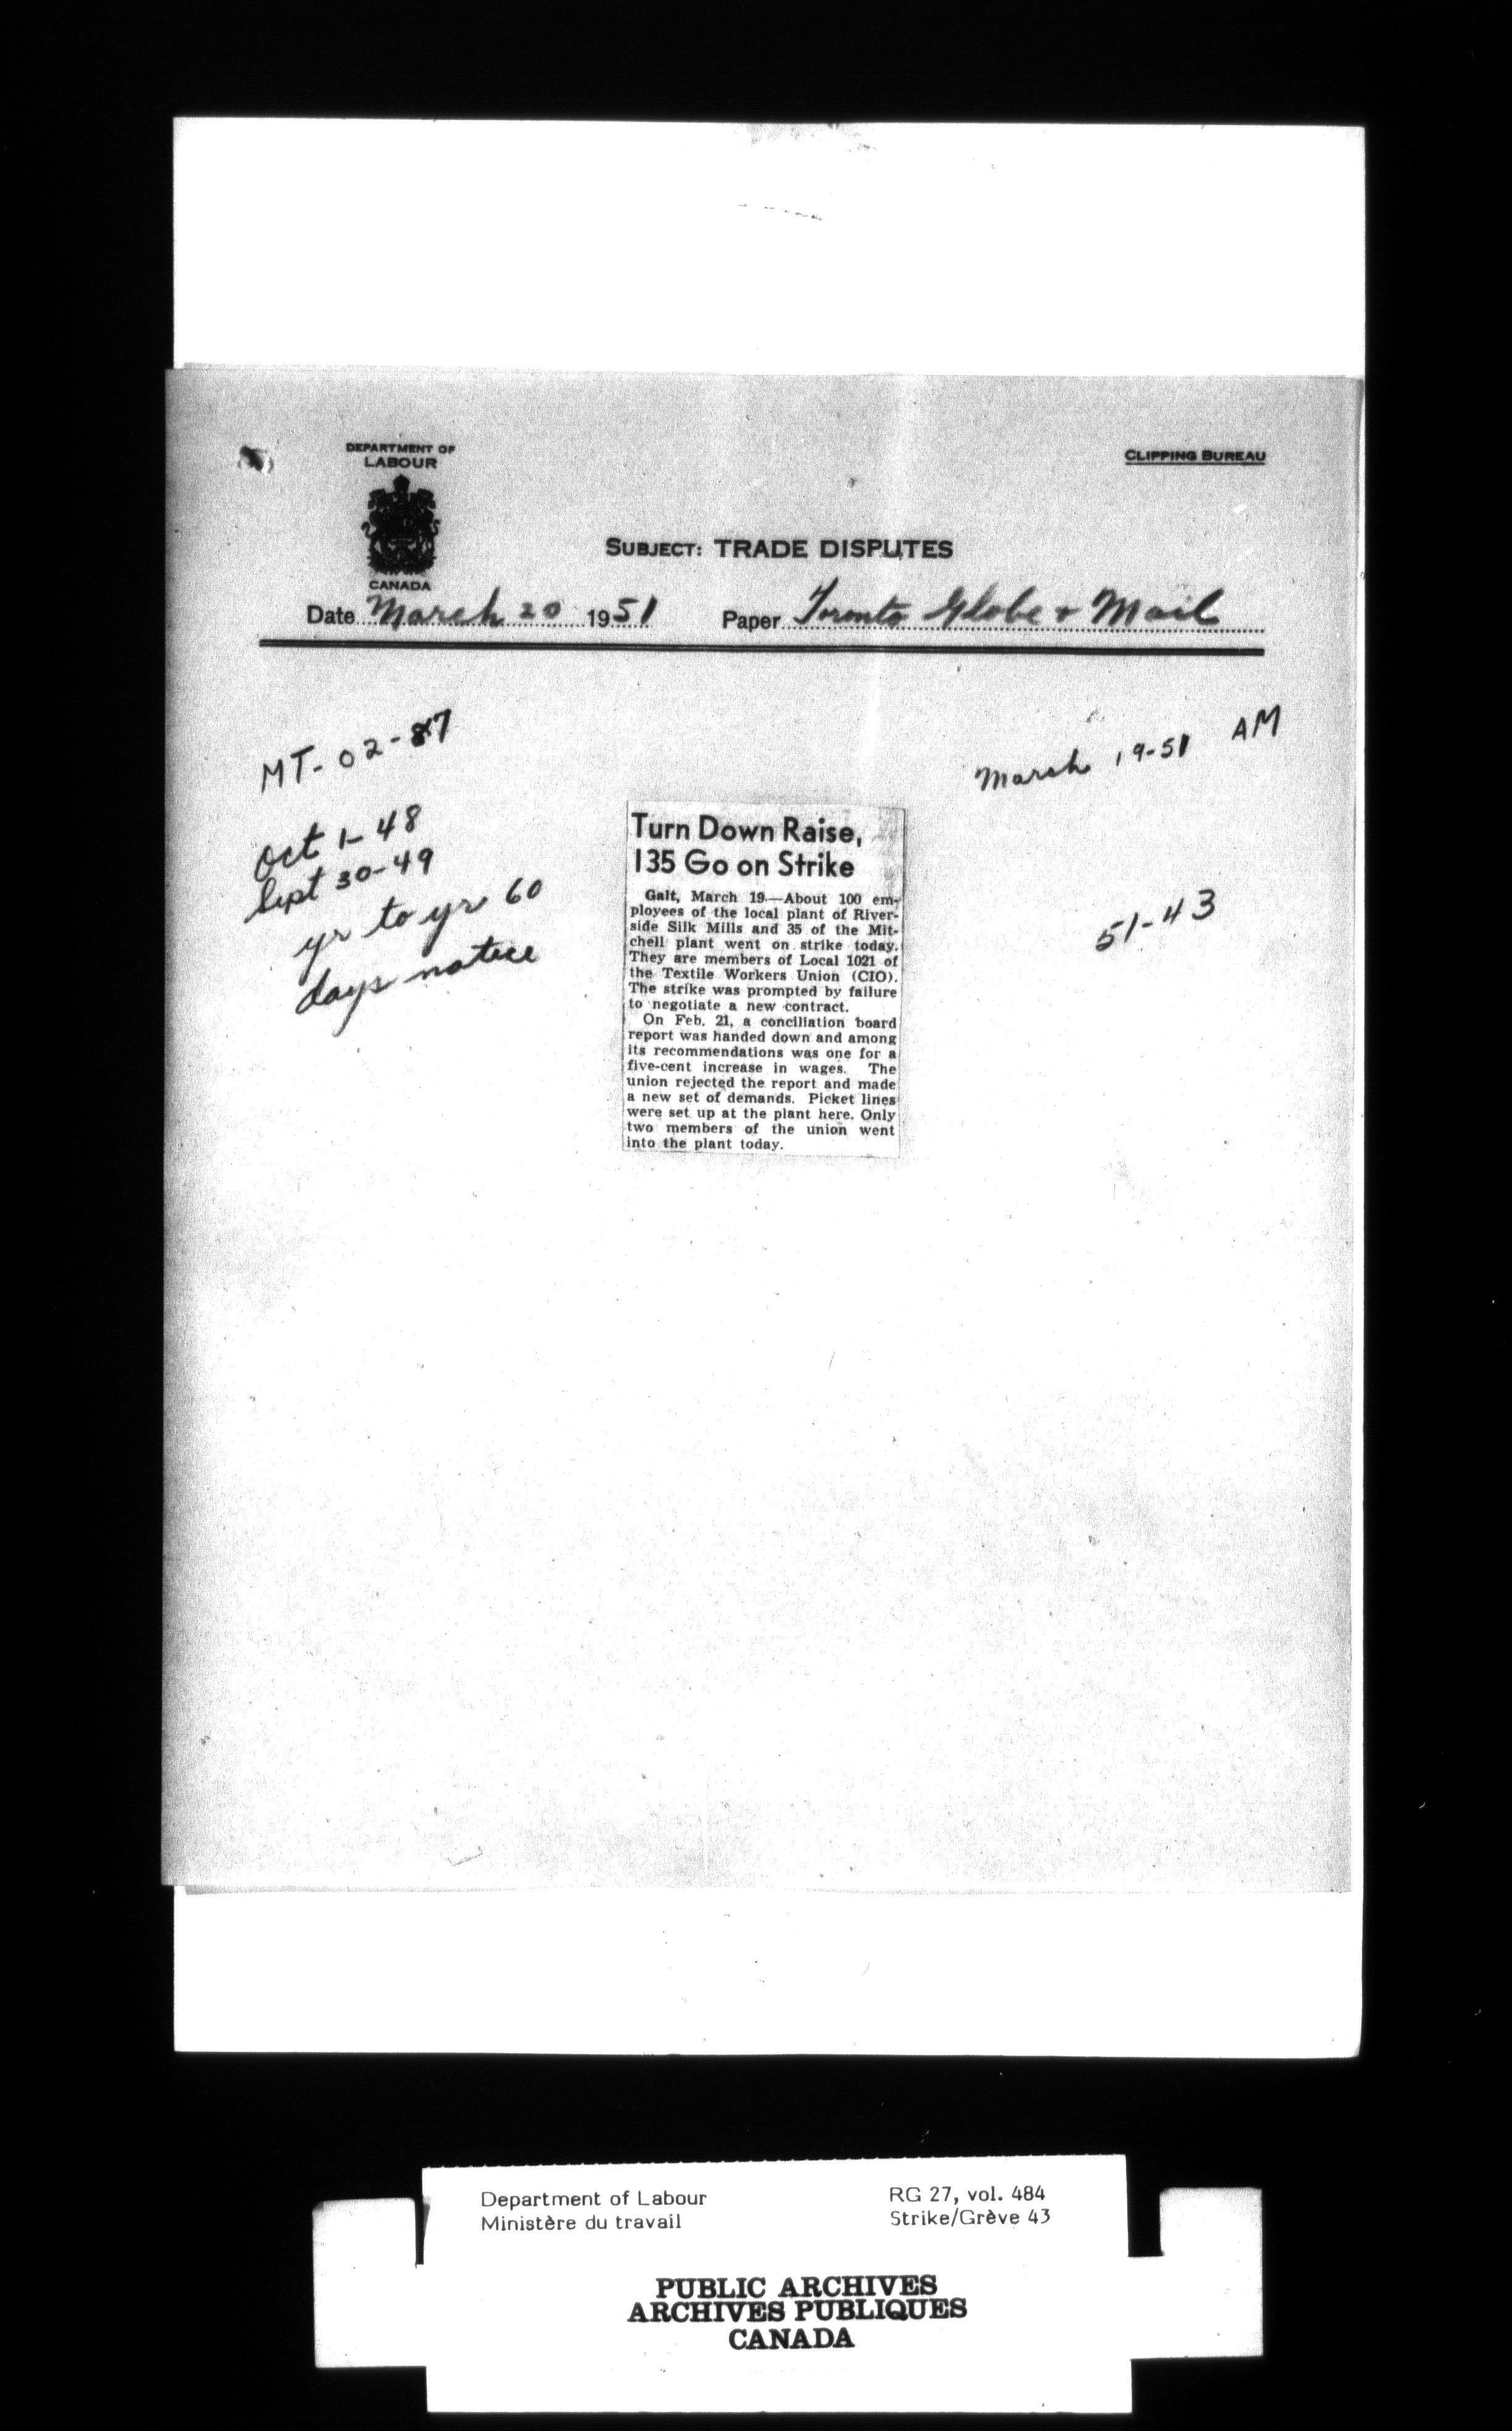 DEPARTMENT OF
LABOUR
CANADA
CLIPPING BUREAU
SUBJECT: TRADE DISPUTES
Date March 20 1951 Paper Toronto Globe & Mail
MT-02-87
Oct 1-48
Sept 30-49
yr to yr 60
days notice
March 19-51 AM
51-43
Turn Down Raise,
135 Go on Strike
Galt, March 19.—About 100 em-
ployees of the local plant of River-
side Silk Mills and 35 of the Mit-
chell plant went on strike today.
They are members of Local 1021 of
the Textile Workers Union (CIO).
The strike was prompted by failure
to negotiate a new contract.
On Feb. 21, a conciliation board
report was handed down and among
its recommendations was one for a
five-cent increase in wages. The
union rejected the report and made
a new set of demands. Picket lines
were set up at the plant here. Only
two members of the union went
into the plant today.
Department of Labour
Ministère du travail
RG 27, vol. 484
Strike/Grève 43
PUBLIC ARCHIVES
ARCHIVES PUBLIQUES
CANADA